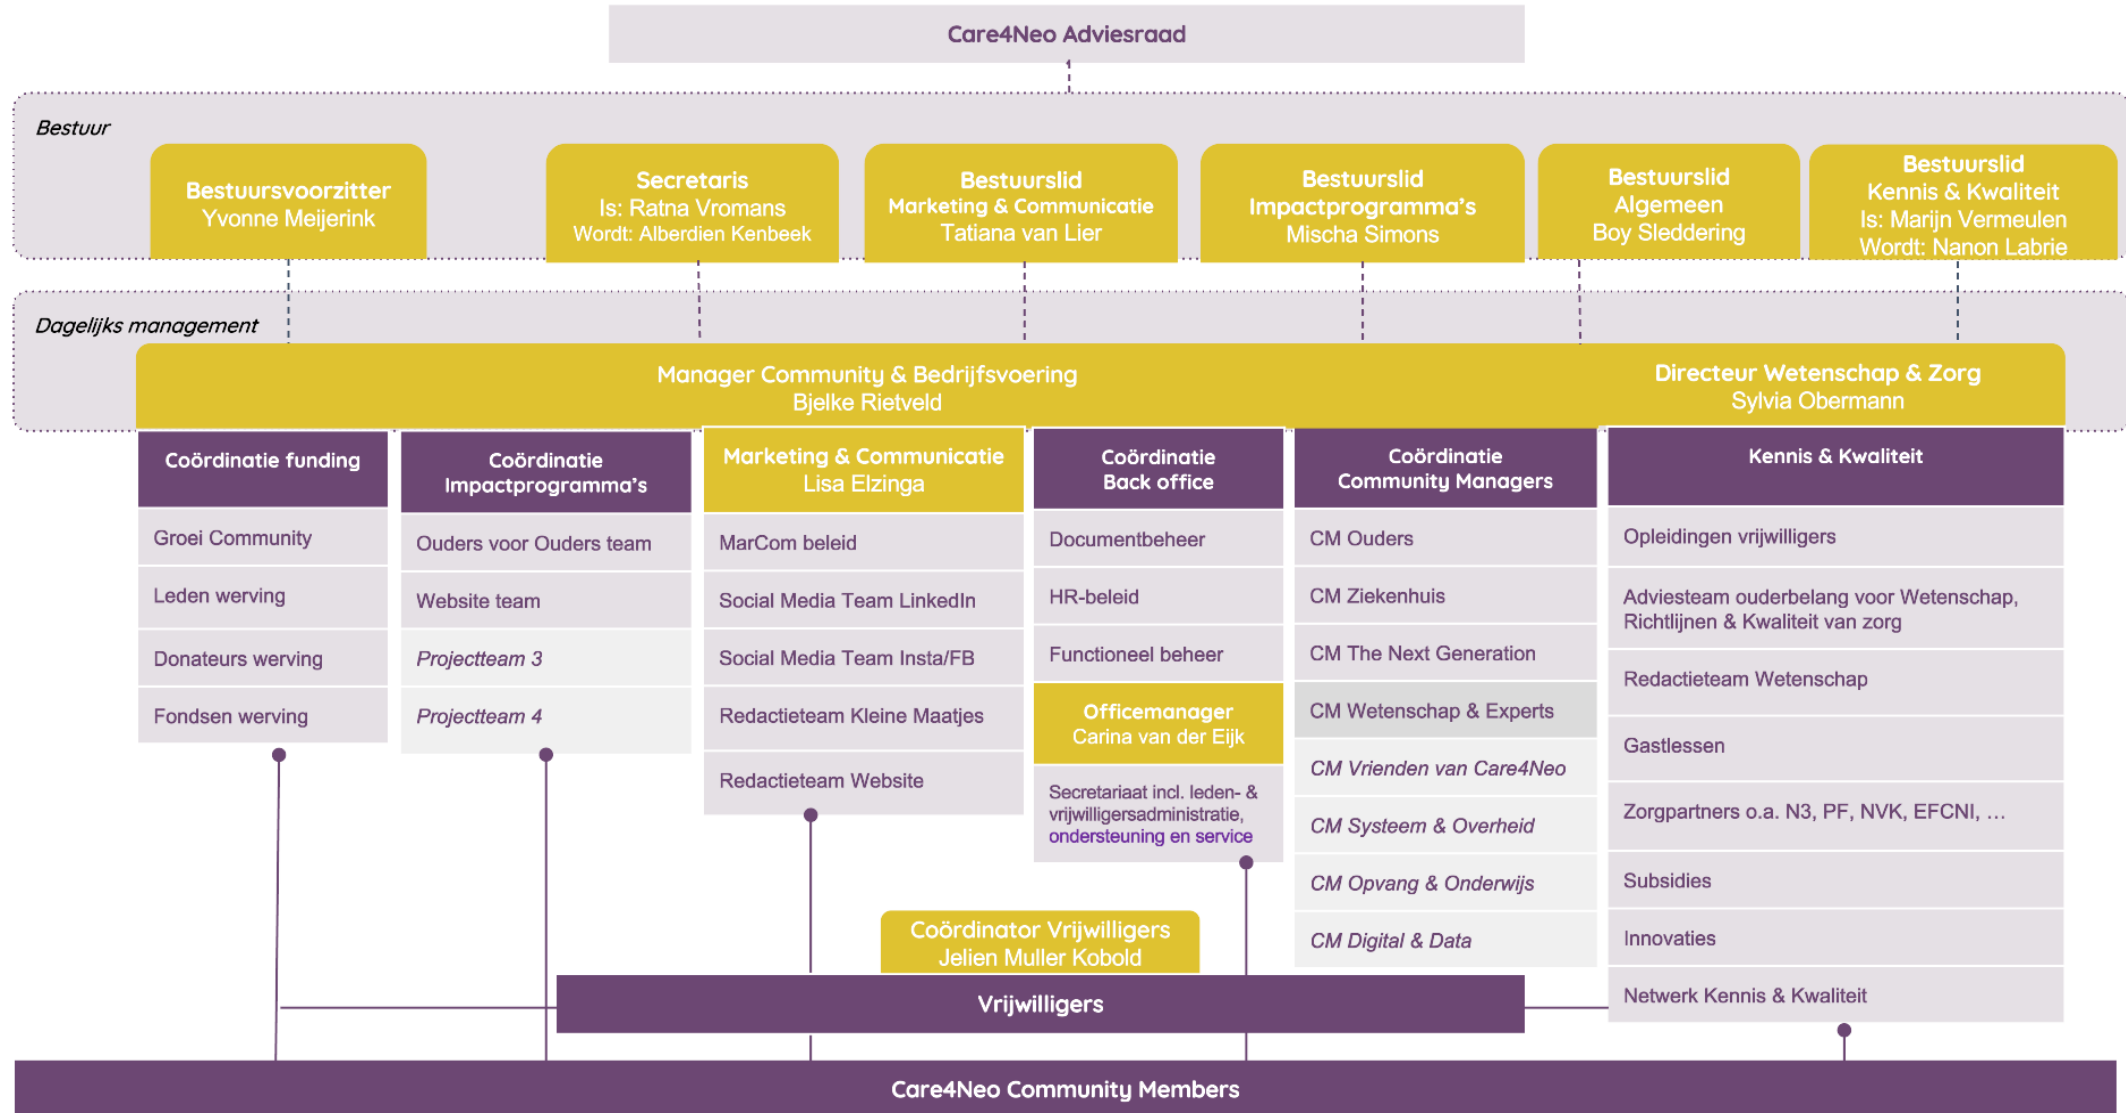 Care4Neo Adviesraad
Bestuur
Bestuursvoorzitter
Yvonne Meijerink
Secretaris
Is: Ratna Vromans
Wordt: Alberdien Kenbeek
Bestuurslid
Marketing & Communicatie
Tatiana van Lier
Bestuurslid
Impactprogramma's
Mischa Simons
Bestuurslid
Algemeen
Boy Sleddering
Bestuurslid
Kennis & Kwaliteit
Is: Marijn Vermeulen
Wordt: Nanon Labrie
Dagelijks management
Manager Community & Bedrijfsvoering
Bjelke Rietveld
Directeur Wetenschap & Zorg
Sylvia Obermann
Coördinatie funding
Groei Community
Leden werving
Donateurs werving
Fondsen werving
Coördinatie
Impactprogramma's
Ouders voor Ouders team
Website team
Projectteam 3
Projectteam 4
Marketing & Communicatie
Lisa Elzinga
MarCom beleid
Social Media Team LinkedIn
Social Media Team Insta/FB
Redactieteam Kleine Maatjes
Redactieteam Website
Coördinatie
Back office
Documentbeheer
HR-beleid
Functioneel beheer
Officemanager
Carina van der Eijk
Secretariaat incl. leden- &
vrijwilligersadministratie,
ondersteuning en service
Coördinatie
Community Managers
CM Ouders
CM Ziekenhuis
CM The Next Generation
CM Wetenschap & Experts
CM Vrienden van Care4Neo
CM Systeem & Overheid
CM Opvang & Onderwijs
CM Digital & Data
Kennis & Kwaliteit
Opleidingen vrijwilligers
Adviesteam ouderbelang voor Wetenschap,
Richtlijnen & Kwaliteit van zorg
Redactieteam Wetenschap
Gastlessen
Zorgpartners o.a. N3, PF, NVK, EFCNI, …
Subsidies
Innovaties
Netwerk Kennis & Kwaliteit
Coördinator Vrijwilligers
Jelien Muller Kobold
Vrijwilligers
Care4Neo Community Members